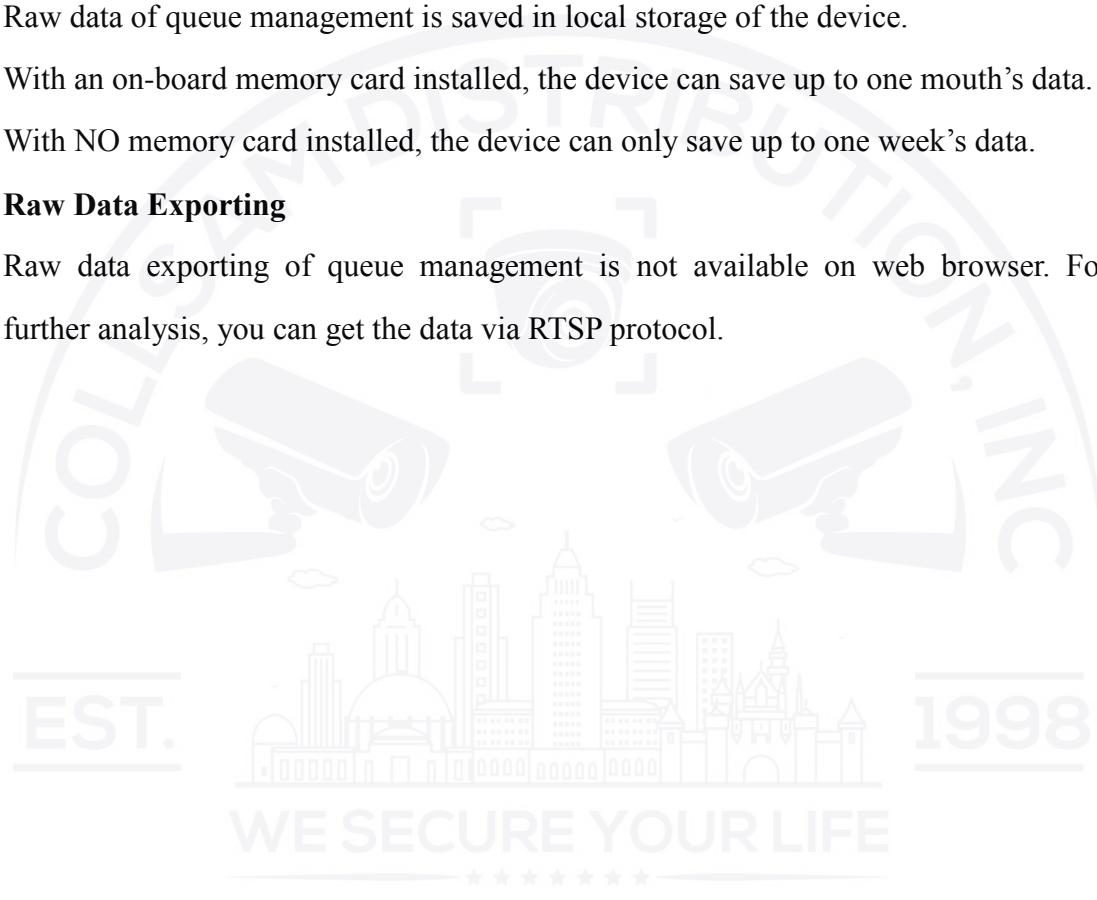 Raw data of queue management is saved in local storage of the device.
With an on-board memory card installed, the device can save up to one mouth’s data.
With NO memory card installed, the device can only save up to one week’s data.
Raw Data Exporting
Raw data exporting of queue management is not available on web browser. Fo
further analysis, you can get the data via RTSP protocol.
COLE SAM DISTRIBUTION, INC
EST. 1998
WE SECURE YOUR LIFE